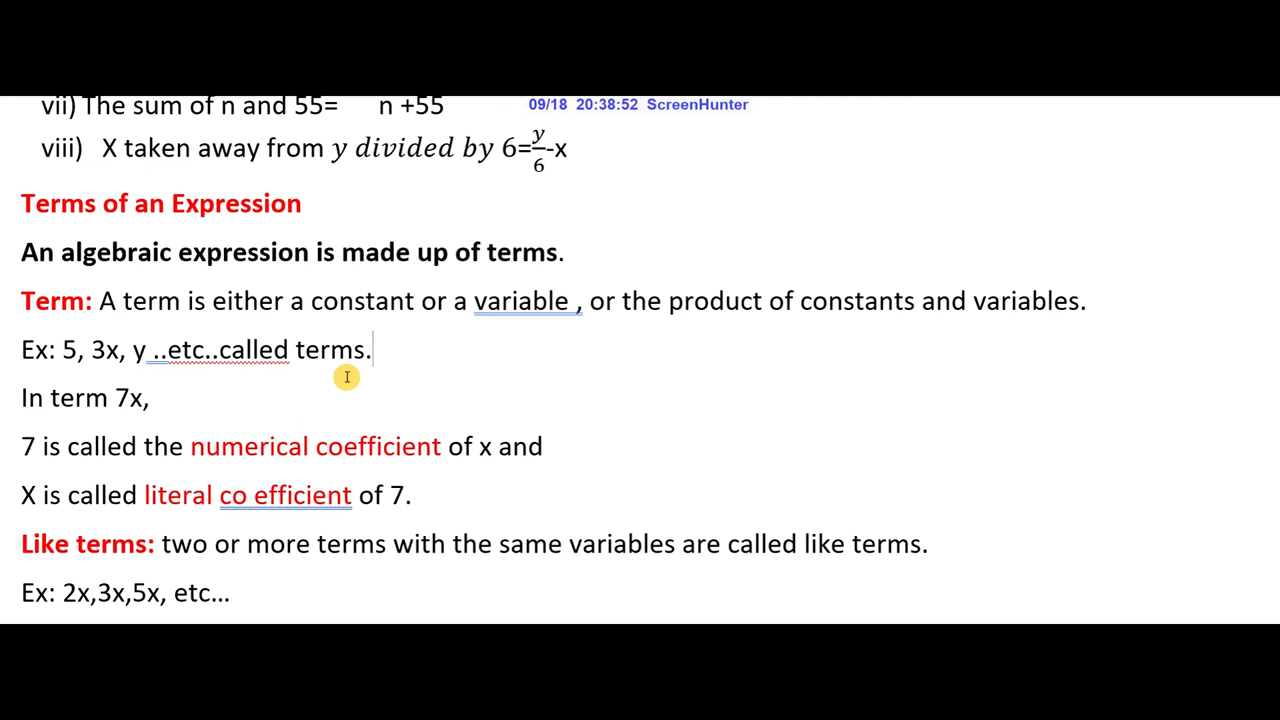 vii) The sum of n and 55= n +55
09/18 20:38:52 ScreenHunter
viii) X taken away from y divided by 6=y/6-x
Terms of an Expression
An algebraic expression is made up of terms.
Term: A term is either a constant or a variable , or the product of constants and variables.
Ex: 5, 3x, y ..etc..called terms.
In term 7x,
7 is called the numerical coefficient of x and
X is called literal co efficient of 7.
Like terms: two or more terms with the same variables are called like terms.
Ex: 2x,3x,5x, etc...